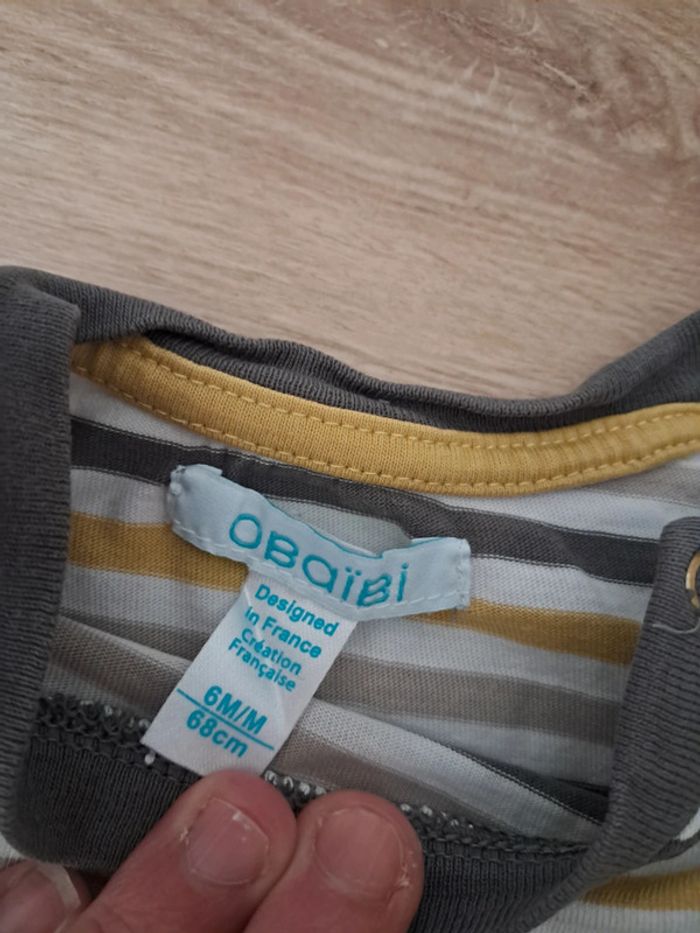 OBaïBi
Designed
in France
Création
Française
6M/M
68cm